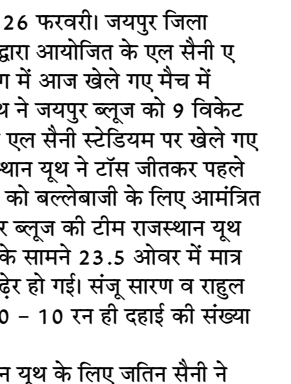 26 फरवरी। जयपुर जिला
द्वारा आयोजित के एल सैनी ए
में आज खेले गए मैच में
ने जयपुर ब्लूज को 9 विकेट
एल सैनी स्टेडियम पर खेले गए
यूथ ने टॉस जीतकर पहले
को बल्लेबाजी के लिए आमंत्रित
ब्लूज की टीम राजस्थान यूथ
के सामने 23.5 ओवर में मात्र
हो गई। संजू सारण व राहुल
– 10 रन ही दहाई की संख्या
यूथ के लिए जतिन सैनी ने